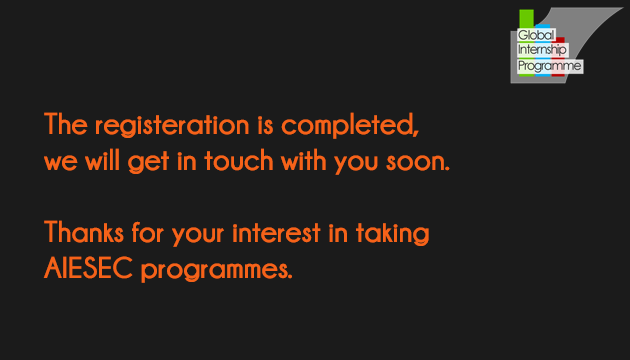 Global
Internship
Programme
The registeration is completed,
we will get in touch with you soon.
Thanks for your interest in taking
AIESEC programmes.